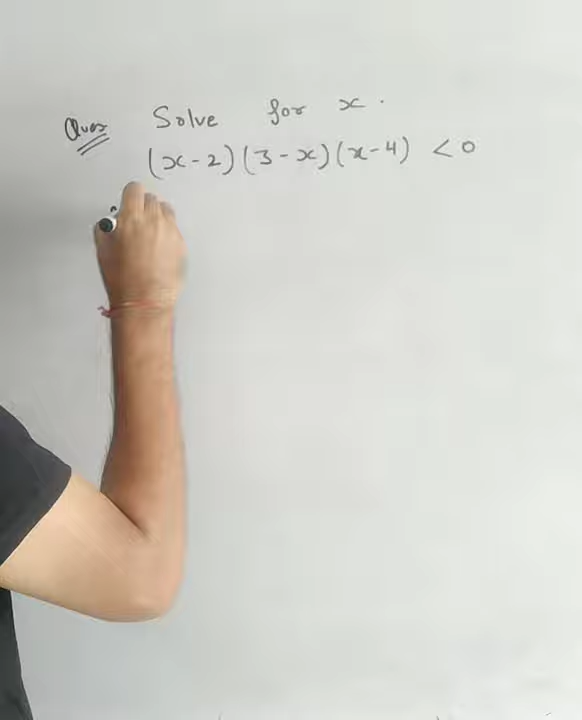 Ques Solve for x.
(x-2)(3-x)(x-4) < 0